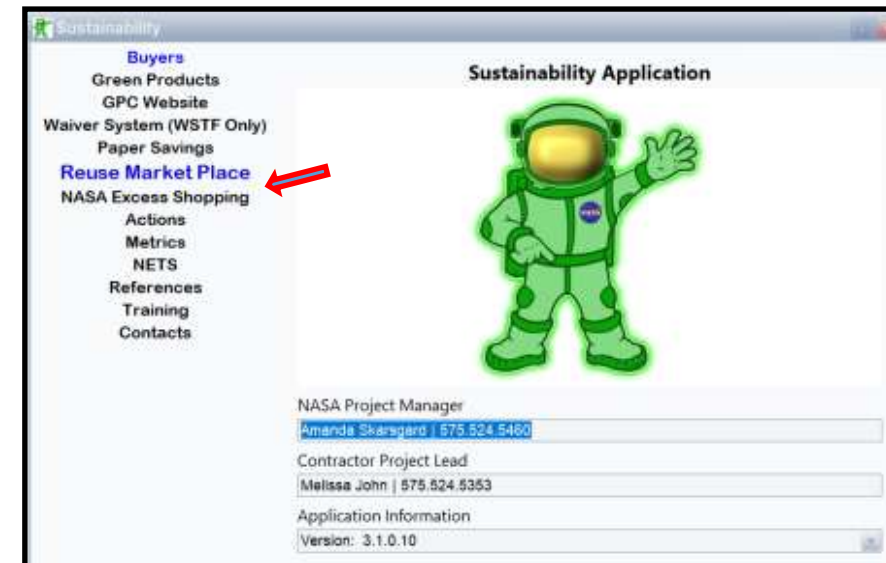 Sustainability
Buyers
Green Products
GPC Website
Waiver System (WSTF Only)
Paper Savings
Reuse Market Place
NASA Excess Shopping
Actions
Metrics
NETS
References
Training
Contacts
Sustainability Application
NASA
NASA Project Manager
Amanda Skarsgard | 575.524.5460
Contractor Project Lead
Melissa John | 575.524.5353
Application Information
Version: 3.1.0.10